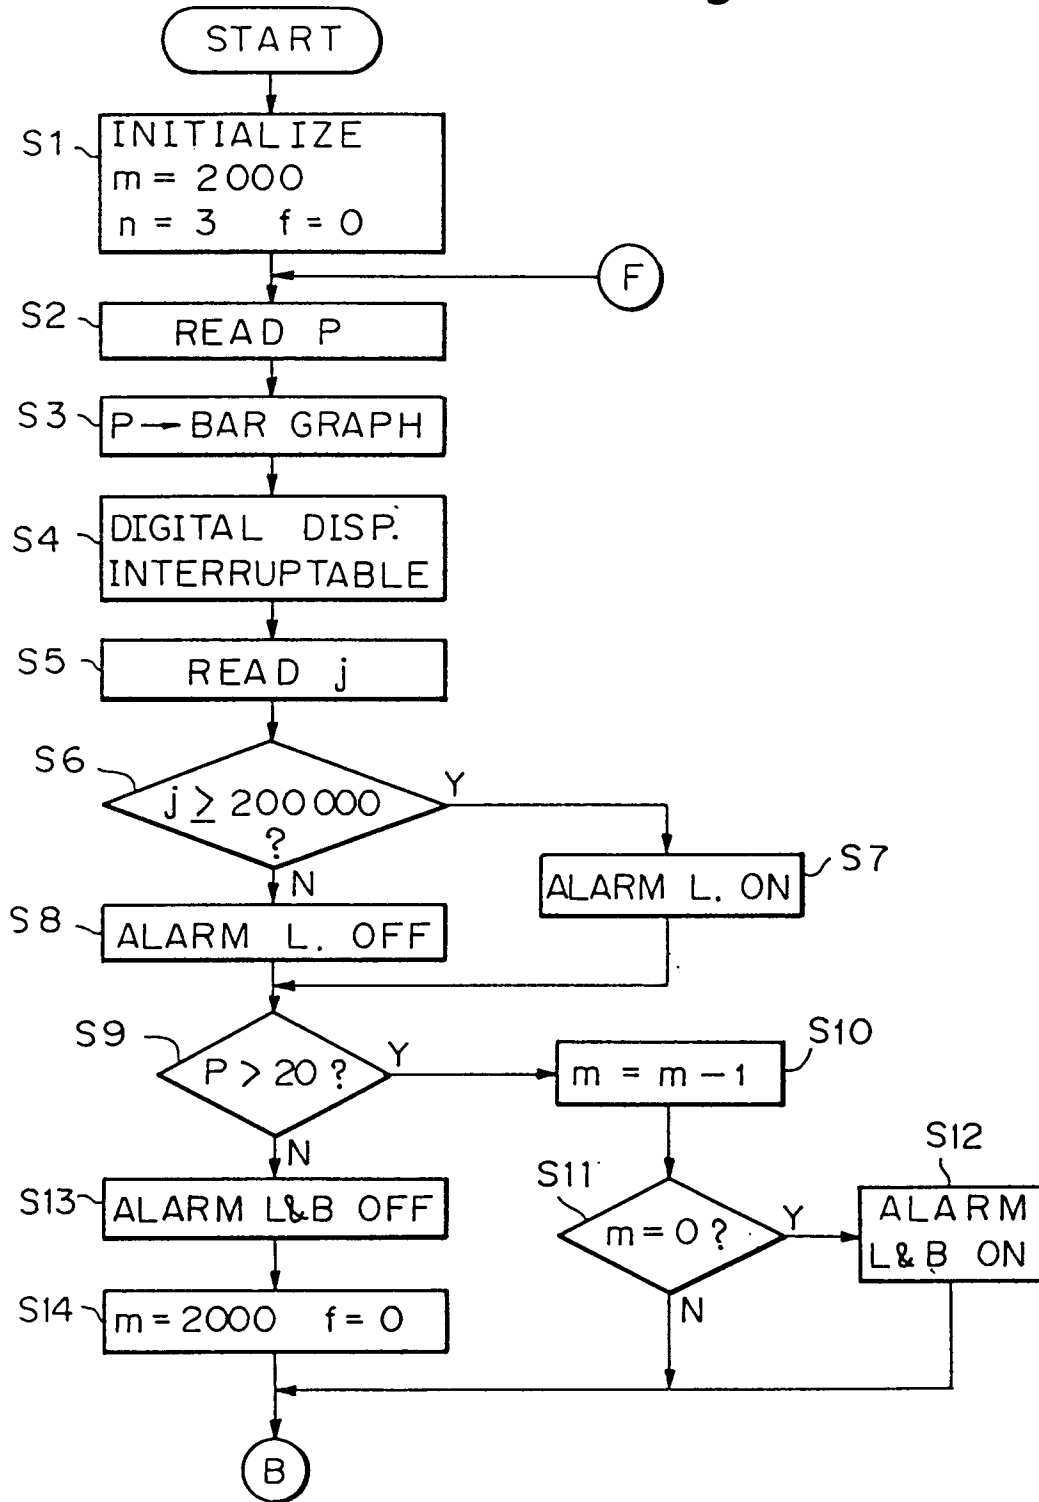 START
S1
INITIALIZE
m = 2000
n = 3 f = 0
F
S2
READ P
S3
P→BAR GRAPH
S4
DIGITAL DISP.
INTERRUPTABLE
S5
READ j
S6
j ≥ 200000
?
Y
N
S7
ALARM L. ON
S8
ALARM L. OFF
S9
P > 20 ?
Y
N
S10
m = m - 1
S11
m = 0 ?
Y
N
S12
ALARM
L&B ON
S13
ALARM L&B OFF
S14
m = 2000 f = 0
B